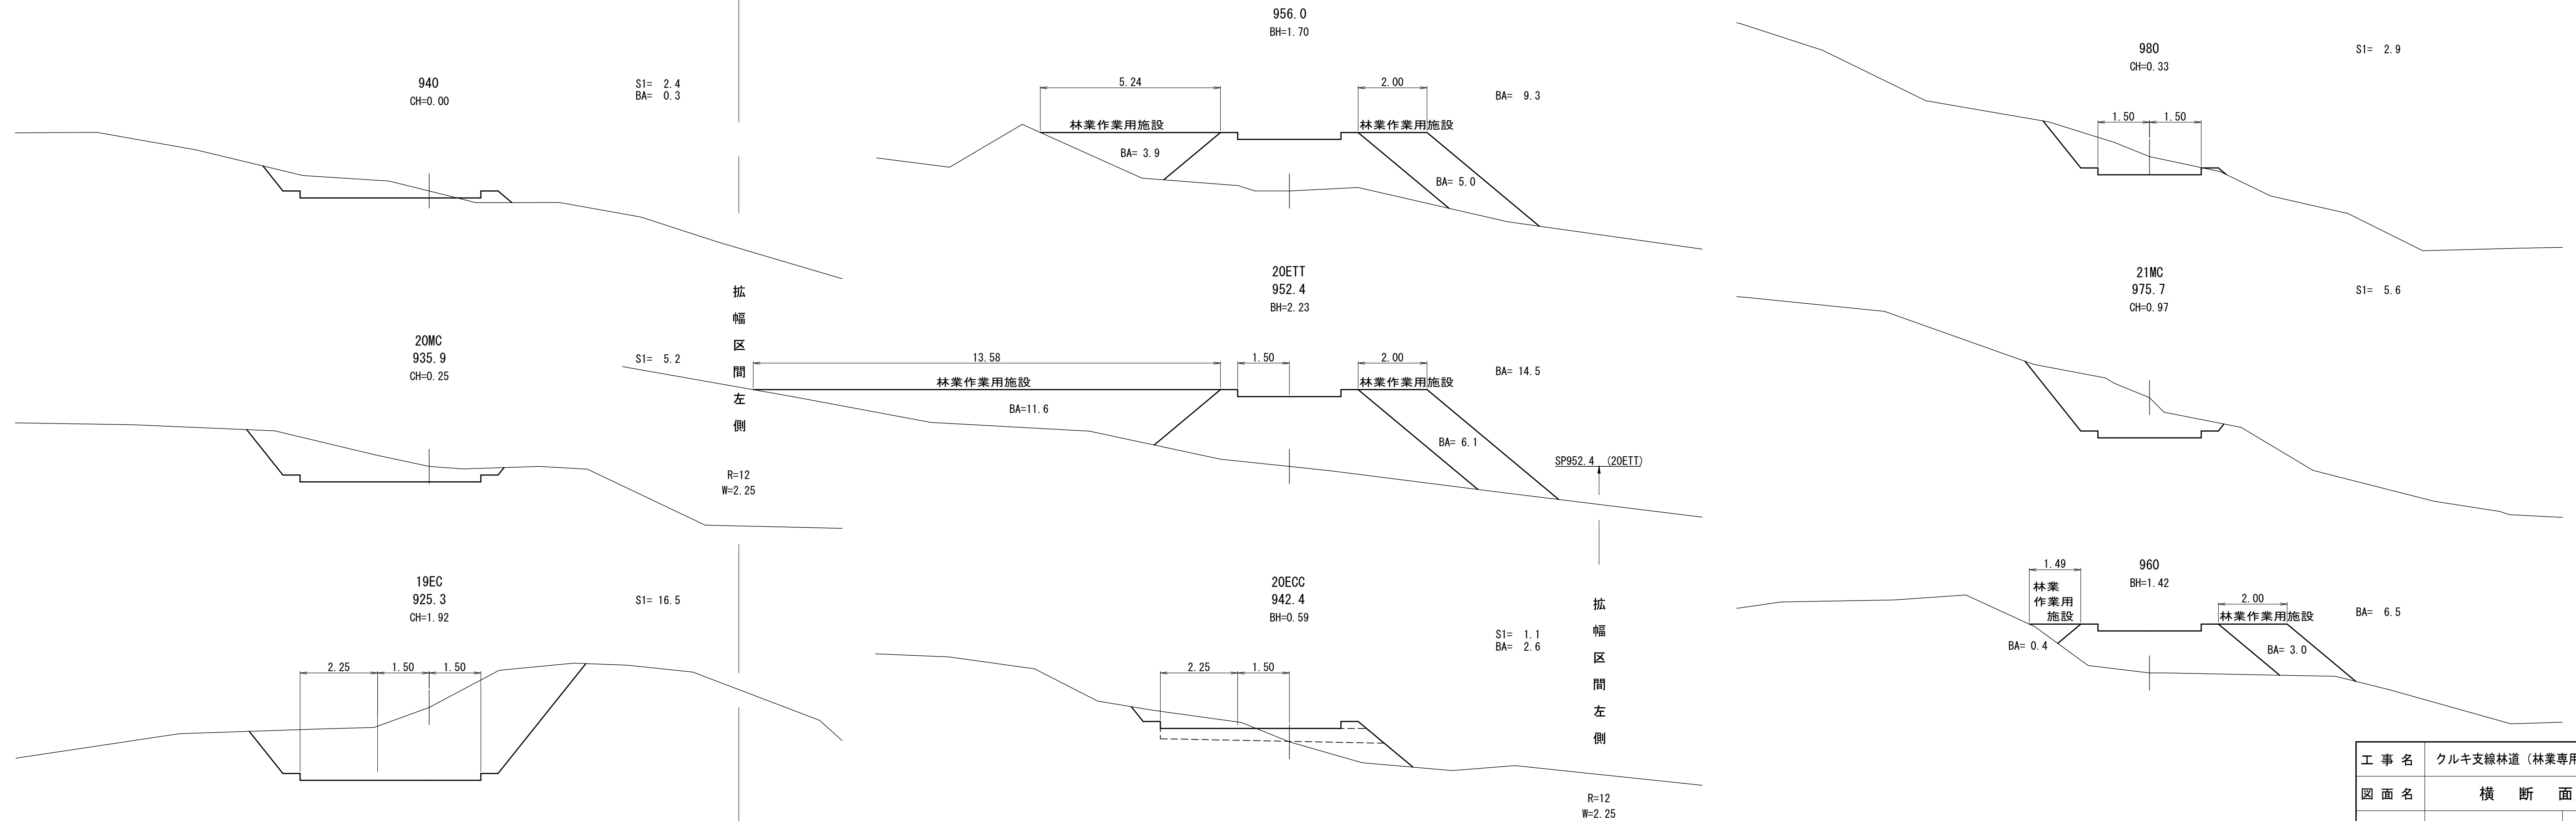 940
CH=0.00
S1= 2.4
BA= 0.3
20MC
935.9
CH=0.25
S1= 5.2
拡幅区間左側
R=12
W=2.25
19EC
925.3
CH=1.92
S1= 16.5
2.25
1.50
1.50
956.0
BH=1.70
5.24
2.00
BA= 9.3
林業作業用施設
林業作業用施設
BA= 3.9
BA= 5.0
20ETT
952.4
BH=2.23
13.58
1.50
2.00
BA= 14.5
林業作業用施設
林業作業用施設
BA=11.6
BA= 6.1
SP952.4 (20ETT)
20ECC
942.4
BH=0.59
S1= 1.1
BA= 2.6
2.25
1.50
拡幅区間左側
R=12
W=2.25
980
CH=0.33
S1= 2.9
1.50
1.50
21MC
975.7
CH=0.97
S1= 5.6
960
BH=1.42
1.49
林業
作業用
施設
2.00
林業作業用施設
BA= 6.5
BA= 0.4
BA= 3.0
工事名
クルキ支線林道（林業専用
図面名
横断面